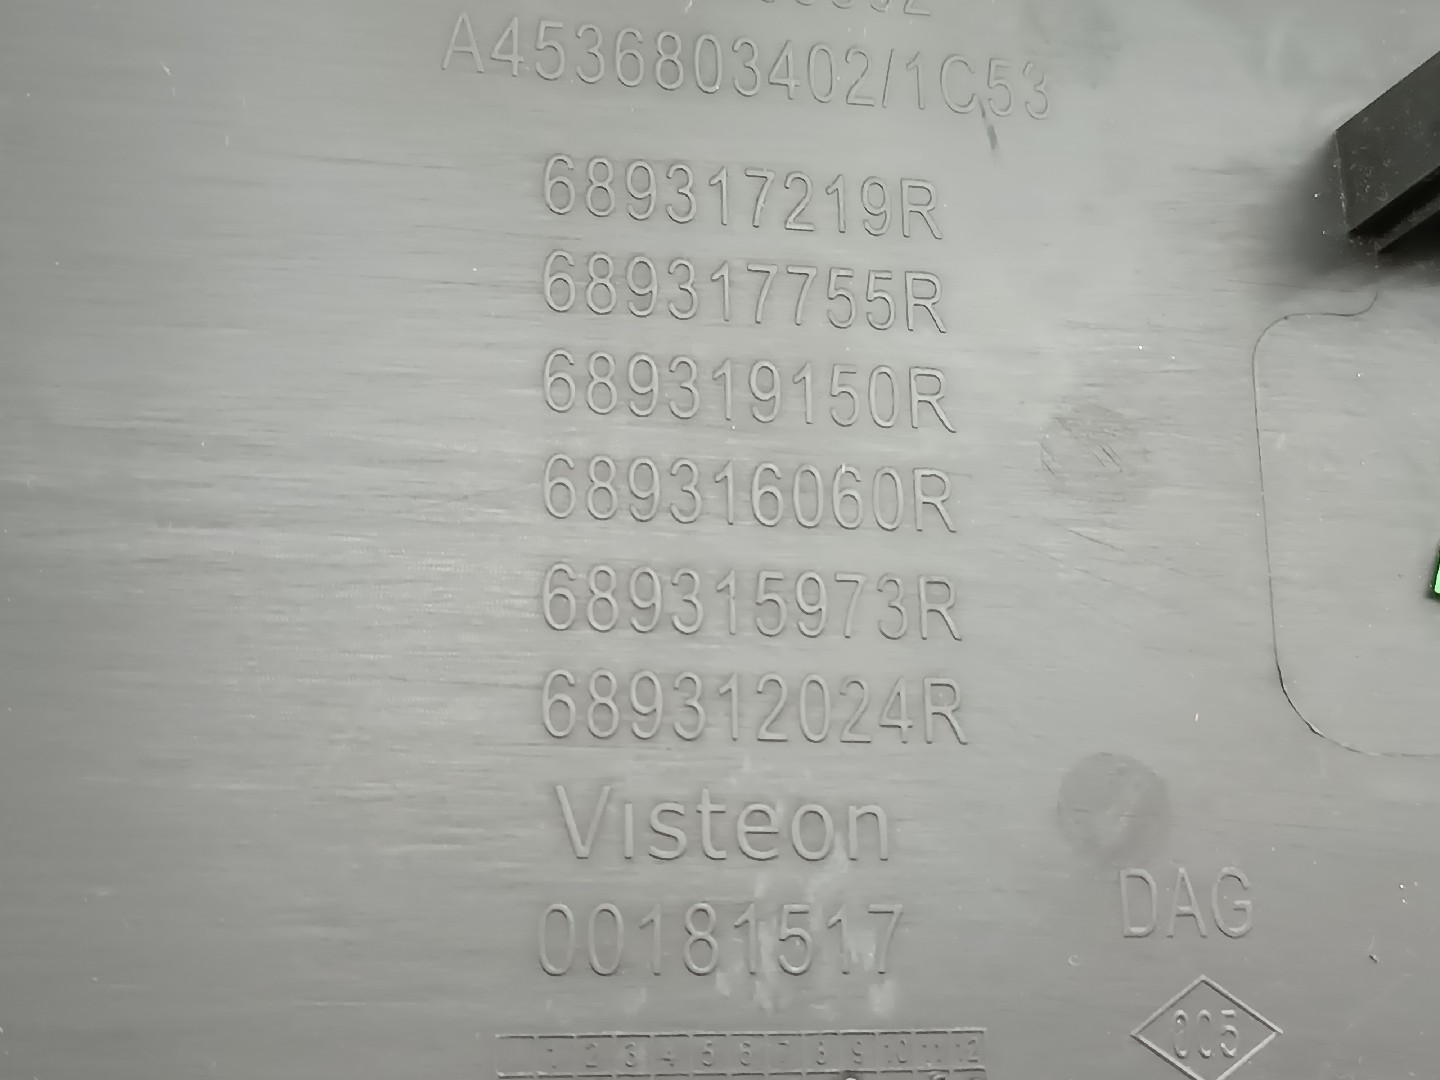 A4536803402/1C53
689317219R
689317755R
689319150R
689316060R
689315973R
689312024R
Visteon
00181517
DAG
1 2 3 4 5 6 7 8 9 10 11 12